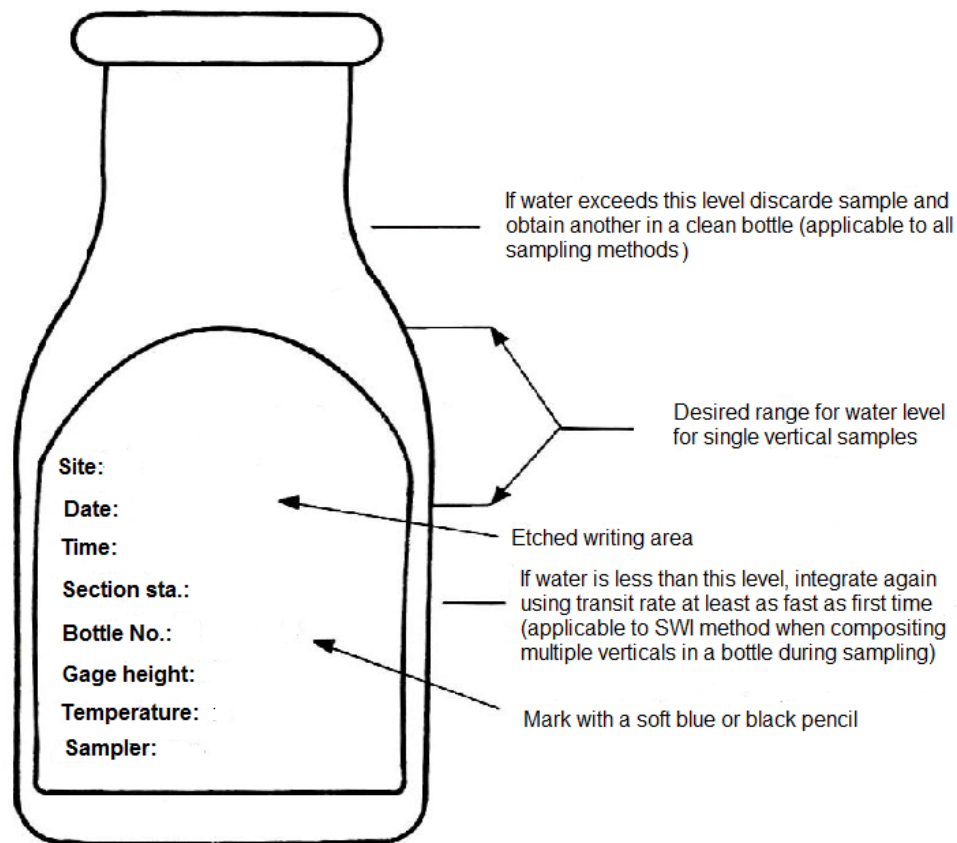 If water exceeds this level discarde sample and
obtain another in a clean bottle (applicable to all
sampling methods)
Desired range for water level
for single vertical samples
Site:
Date:
Etched writing area
Time:
If water is less than this level, integrate again
using transit rate at least as fast as first time
(applicable to SWI method when compositing
multiple verticals in a bottle during sampling)
Section sta.:
Bottle No.:
Gage height:
Temperature:
Mark with a soft blue or black pencil
Sampler: